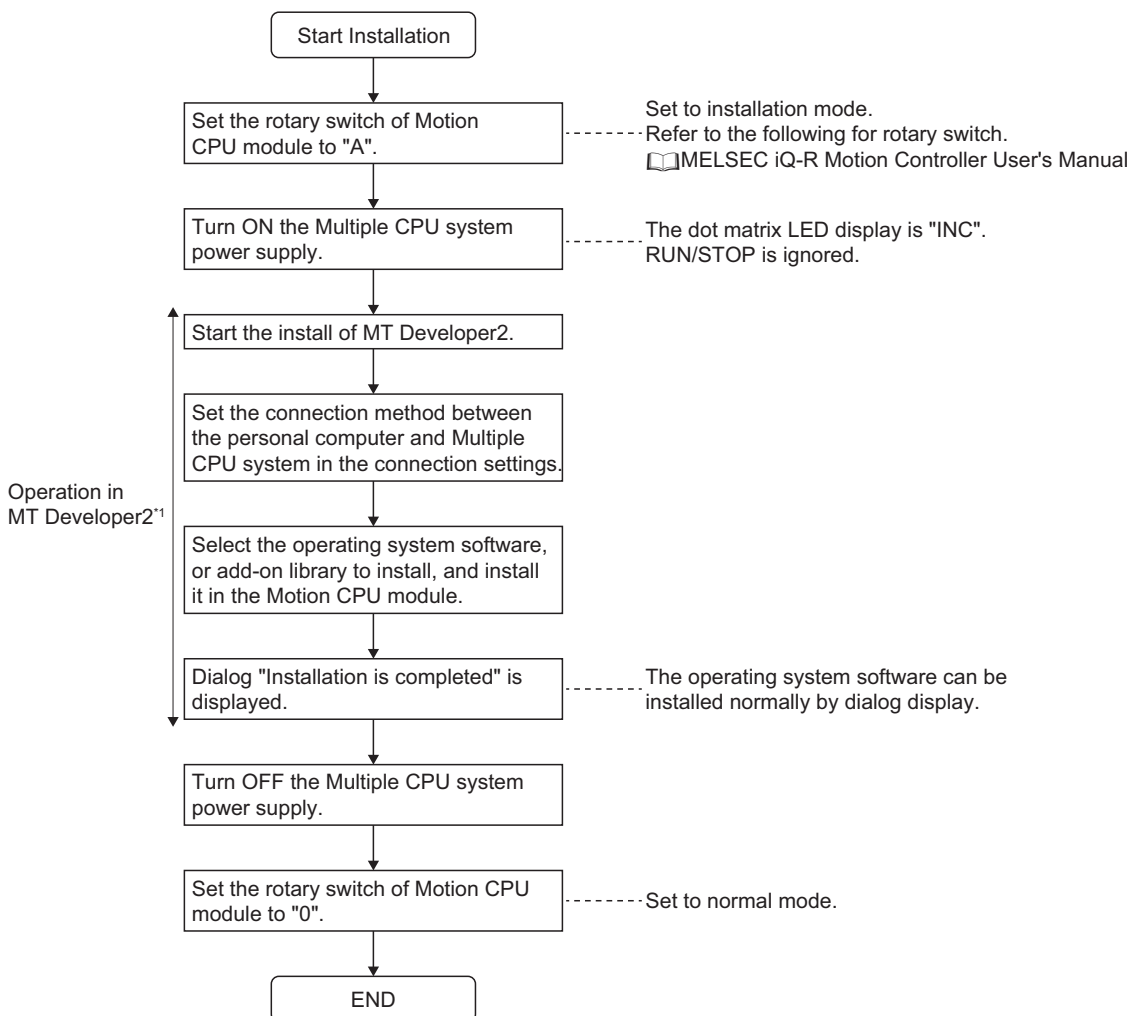 Start Installation
Set the rotary switch of Motion
CPU module to "A".
Set to installation mode.
Refer to the following for rotary switch.
MELSEC iQ-R Motion Controller User's Manual
Turn ON the Multiple CPU system
power supply.
The dot matrix LED display is "INC".
RUN/STOP is ignored.
Operation in
MT Developer2*1
Start the install of MT Developer2.
Set the connection method between
the personal computer and Multiple
CPU system in the connection settings.
Select the operating system software,
or add-on library to install, and install
it in the Motion CPU module.
Dialog "Installation is completed" is
displayed.
The operating system software can be
installed normally by dialog display.
Turn OFF the Multiple CPU system
power supply.
Set the rotary switch of Motion CPU
module to "0".
Set to normal mode.
END